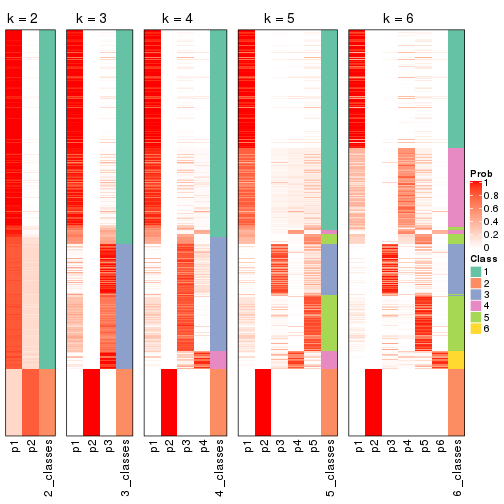 k = 2
k = 3
k = 4
k = 5
k = 6
Prob
1
0.8
0.6
0.4
0.2
0
Class
1
2
3
4
5
6
p1
p2
2_classes
p1
p2
p3
3_classes
p1
p2
p3
p4
4_classes
p1
p2
p3
p4
p5
5_classes
p1
p2
p3
p4
p5
p6
6_classes